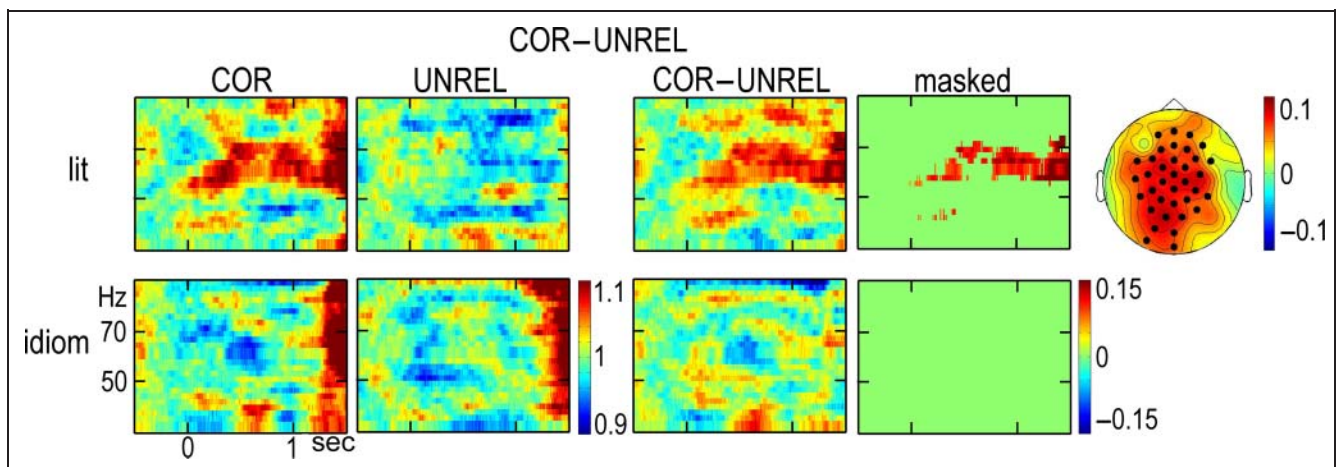 COR–UNREL
COR UNREL COR–UNREL masked
lit
0.1
0
–0.1
Hz
70
50
idiom
1.1
1
0.9
0.15
0
–0.15
0 1 sec